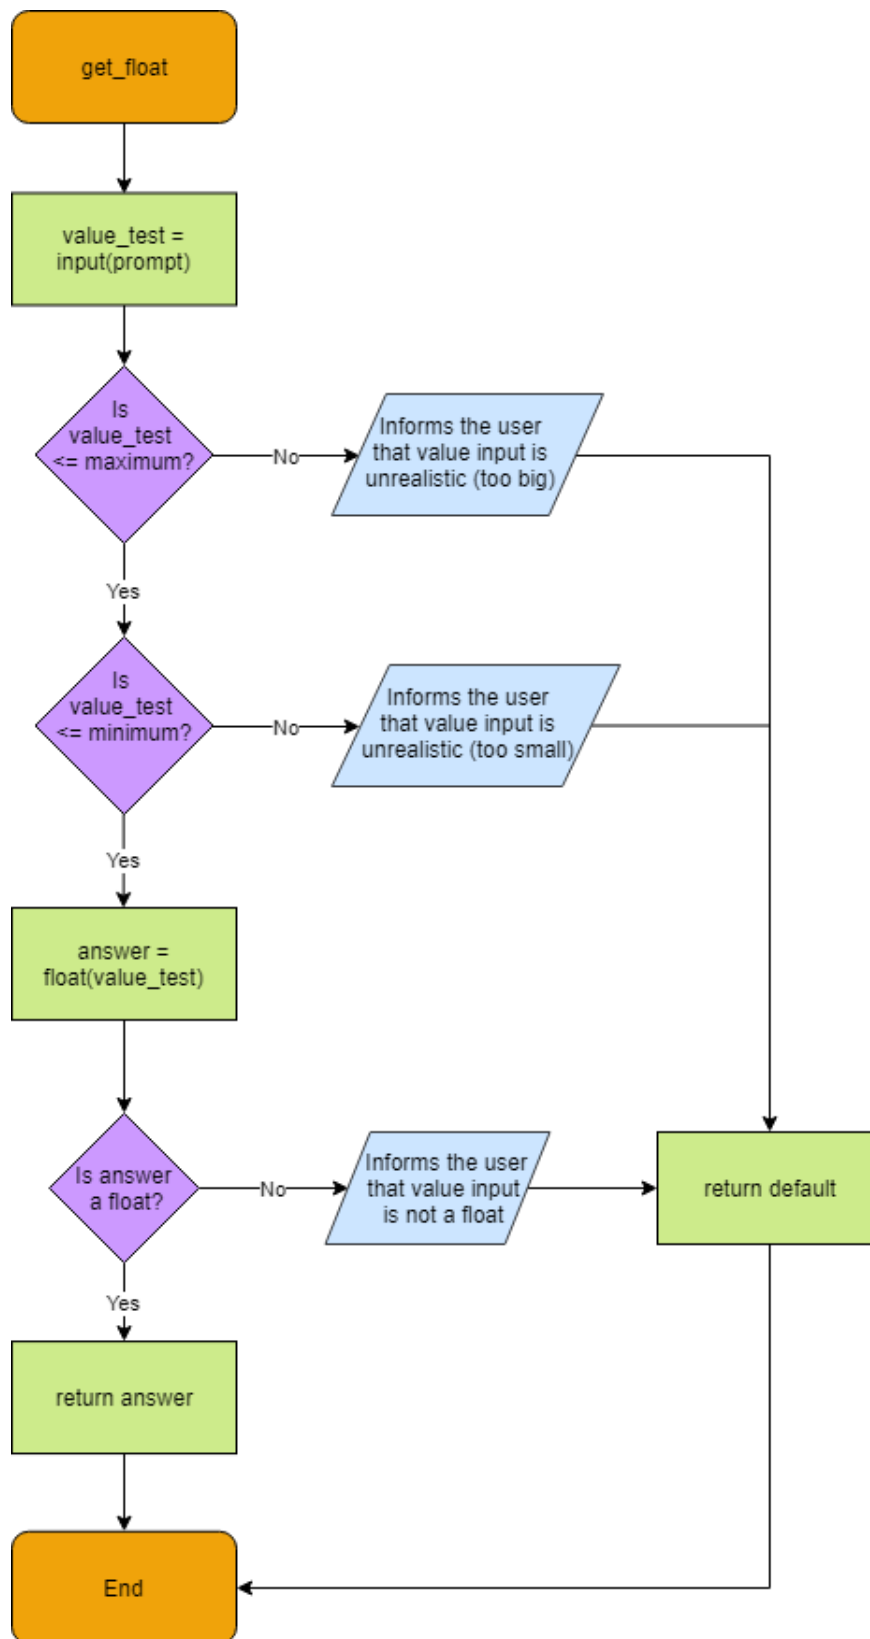 get_float
value_test =
input(prompt)
Is
value_test
<= maximum?
No
Informs the user
that value input is
unrealistic (too big)
Yes
Is
value_test
<= minimum?
No
Informs the user
that value input is
unrealistic (too small)
Yes
answer =
float(value_test)
Is answer
a float?
No
Informs the user
that value input
is not a float
return default
Yes
return answer
End